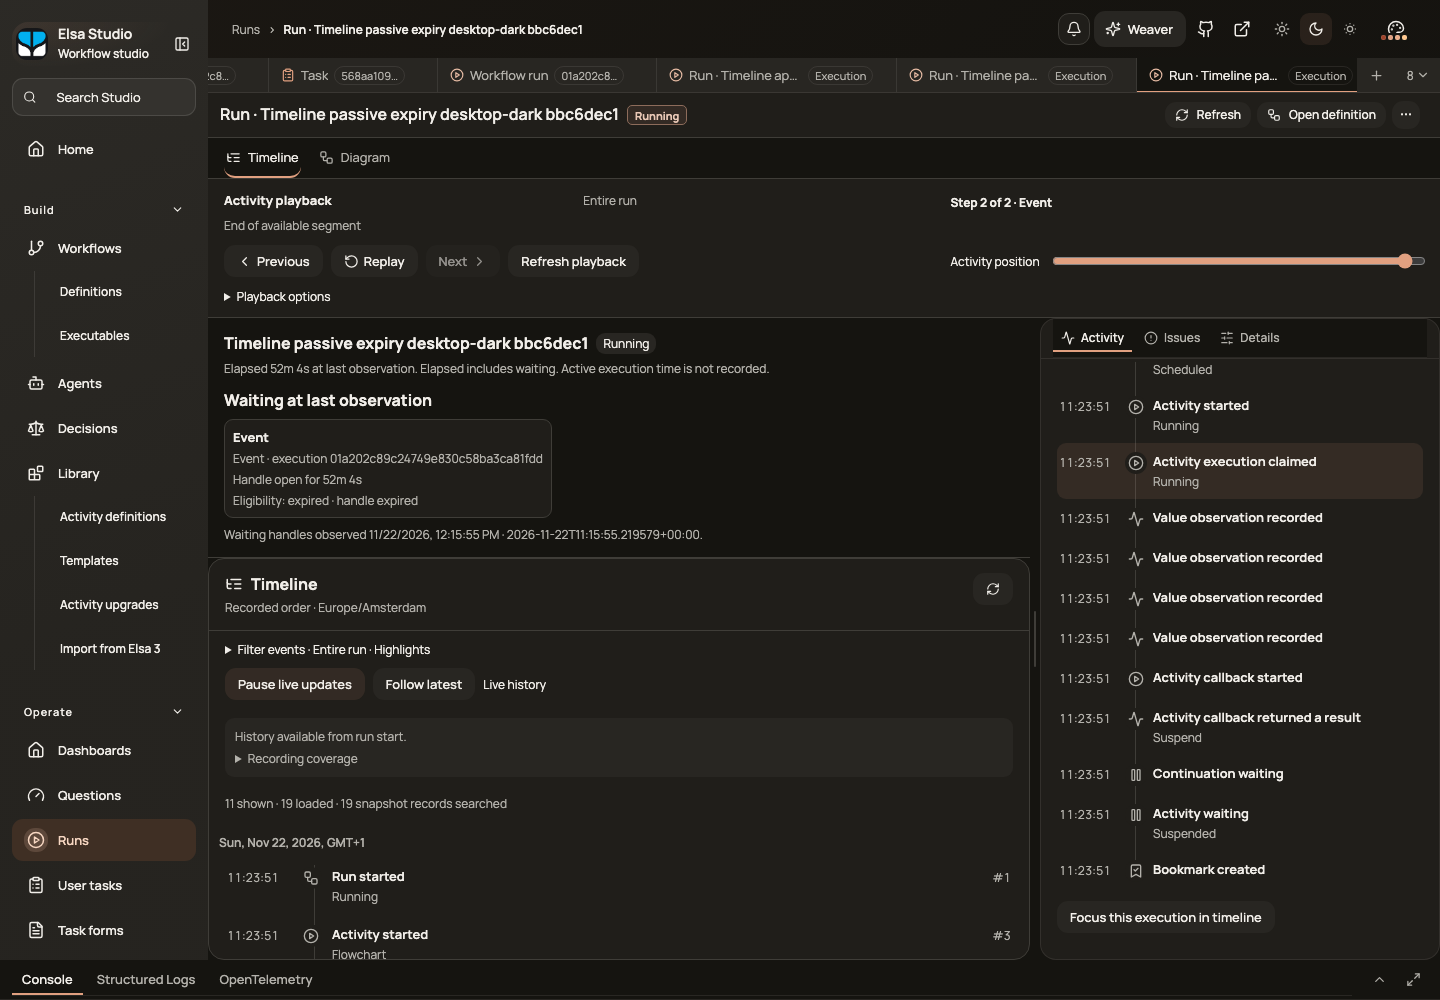 Elsa Studio
Workflow studio
Search Studio
Home
Build
Workflows
Definitions
Executables
Agents
Decisions
Library
Activity definitions
Templates
Activity upgrades
Import from Elsa 3
Operate
Dashboards
Questions
Runs
User tasks
Task forms
Runs › Run · Timeline passive expiry desktop-dark bbc6dec1
Weaver
2c8... Task 568aa109... Workflow run 01a202c8... Run · Timeline ap... Execution Run · Timeline pa... Execution Run · Timeline pa... Execution 8
Run · Timeline passive expiry desktop-dark bbc6dec1 Running
Refresh Open definition
Timeline Diagram
Activity playback Entire run Step 2 of 2 · Event
End of available segment
Previous Replay Next Refresh playback Activity position
Playback options
Timeline passive expiry desktop-dark bbc6dec1 Running
Elapsed 52m 4s at last observation. Elapsed includes waiting. Active execution time is not recorded.
Waiting at last observation
Event
Event · execution 01a202c89c24749e830c58ba3ca81fdd
Handle open for 52m 4s
Eligibility: expired · handle expired
Waiting handles observed 11/22/2026, 12:15:55 PM · 2026-11-22T11:15:55.219579+00:00.
Timeline
Recorded order · Europe/Amsterdam
Filter events · Entire run · Highlights
Pause live updates Follow latest Live history
History available from run start.
Recording coverage
11 shown · 19 loaded · 19 snapshot records searched
Sun, Nov 22, 2026, GMT+1
11:23:51 Run started #1
Running
11:23:51 Activity started #3
Flowchart
Activity Issues Details
Scheduled
11:23:51 Activity started
Running
11:23:51 Activity execution claimed
Running
11:23:51 Value observation recorded
11:23:51 Value observation recorded
11:23:51 Value observation recorded
11:23:51 Value observation recorded
11:23:51 Activity callback started
11:23:51 Activity callback returned a result
Suspend
11:23:51 Continuation waiting
11:23:51 Activity waiting
Suspended
11:23:51 Bookmark created
Focus this execution in timeline
Console Structured Logs OpenTelemetry